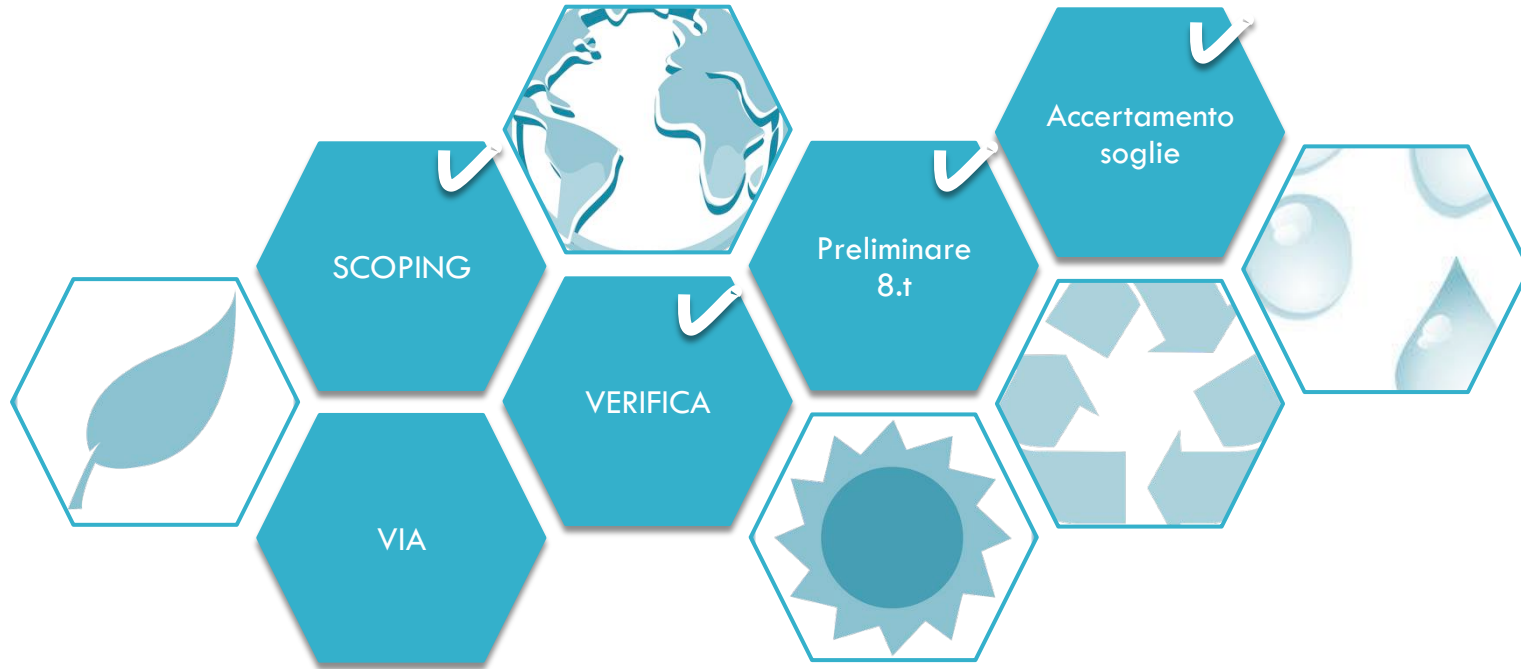 Accertamento
soglie
SCOPING
Preliminare
8.t
VERIFICA
VIA